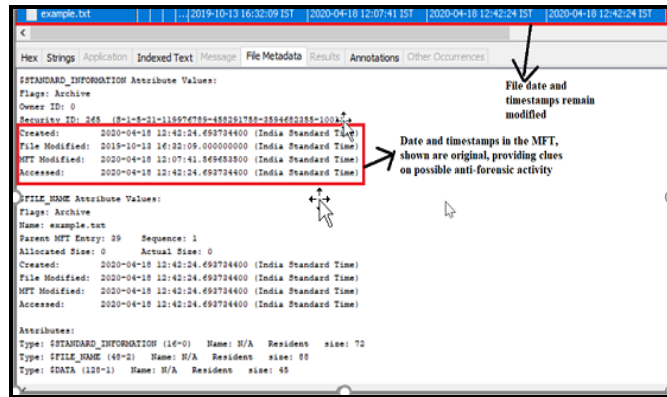 example.txt ...2019-10-13 16:32:09 IST 2020-04-18 12:07:41 IST 2020-04-18 12:42:24 IST 2020-04-18 12:42:24 IST
Hex Strings Application Indexed Text Message File Metadata Results Annotations Other Occurrences
$STANDARD_INFORMATION Attribute Values:
Flags: Archive
Owner ID: 0
Security ID: 265
Created: 2020-04-18 12:42:24.693734400 (India Standard Time)
File Modified: 2019-10-13 16:32:09.000000000 (India Standard Time)
MFT Modified: 2020-04-18 12:07:41.569653500 (India Standard Time)
Accessed: 2020-04-18 12:42:24.693734400 (India Standard Time)
File date and
timestamps remain
modified
Date and timestamps in the MFT,
shown are original, providing clues
on possible anti-forensic activity
$FILE_NAME Attribute Values:
Flags: Archive
Name: example.txt
Parent MFT Entry: 39 Sequence: 1
Allocated Size: 0 Actual Size: 0
Created: 2020-04-18 12:42:24.693734400 (India Standard Time)
File Modified: 2020-04-18 12:42:24.693734400 (India Standard Time)
MFT Modified: 2020-04-18 12:42:24.693734400 (India Standard Time)
Accessed: 2020-04-18 12:42:24.693734400 (India Standard Time)
Attributes:
Type: $STANDARD_INFORMATION (16-0) Name: N/A Resident size: 72
Type: $FILE_NAME (48-2) Name: N/A Resident size: 88
Type: $DATA (128-1) Name: N/A Resident size: 45